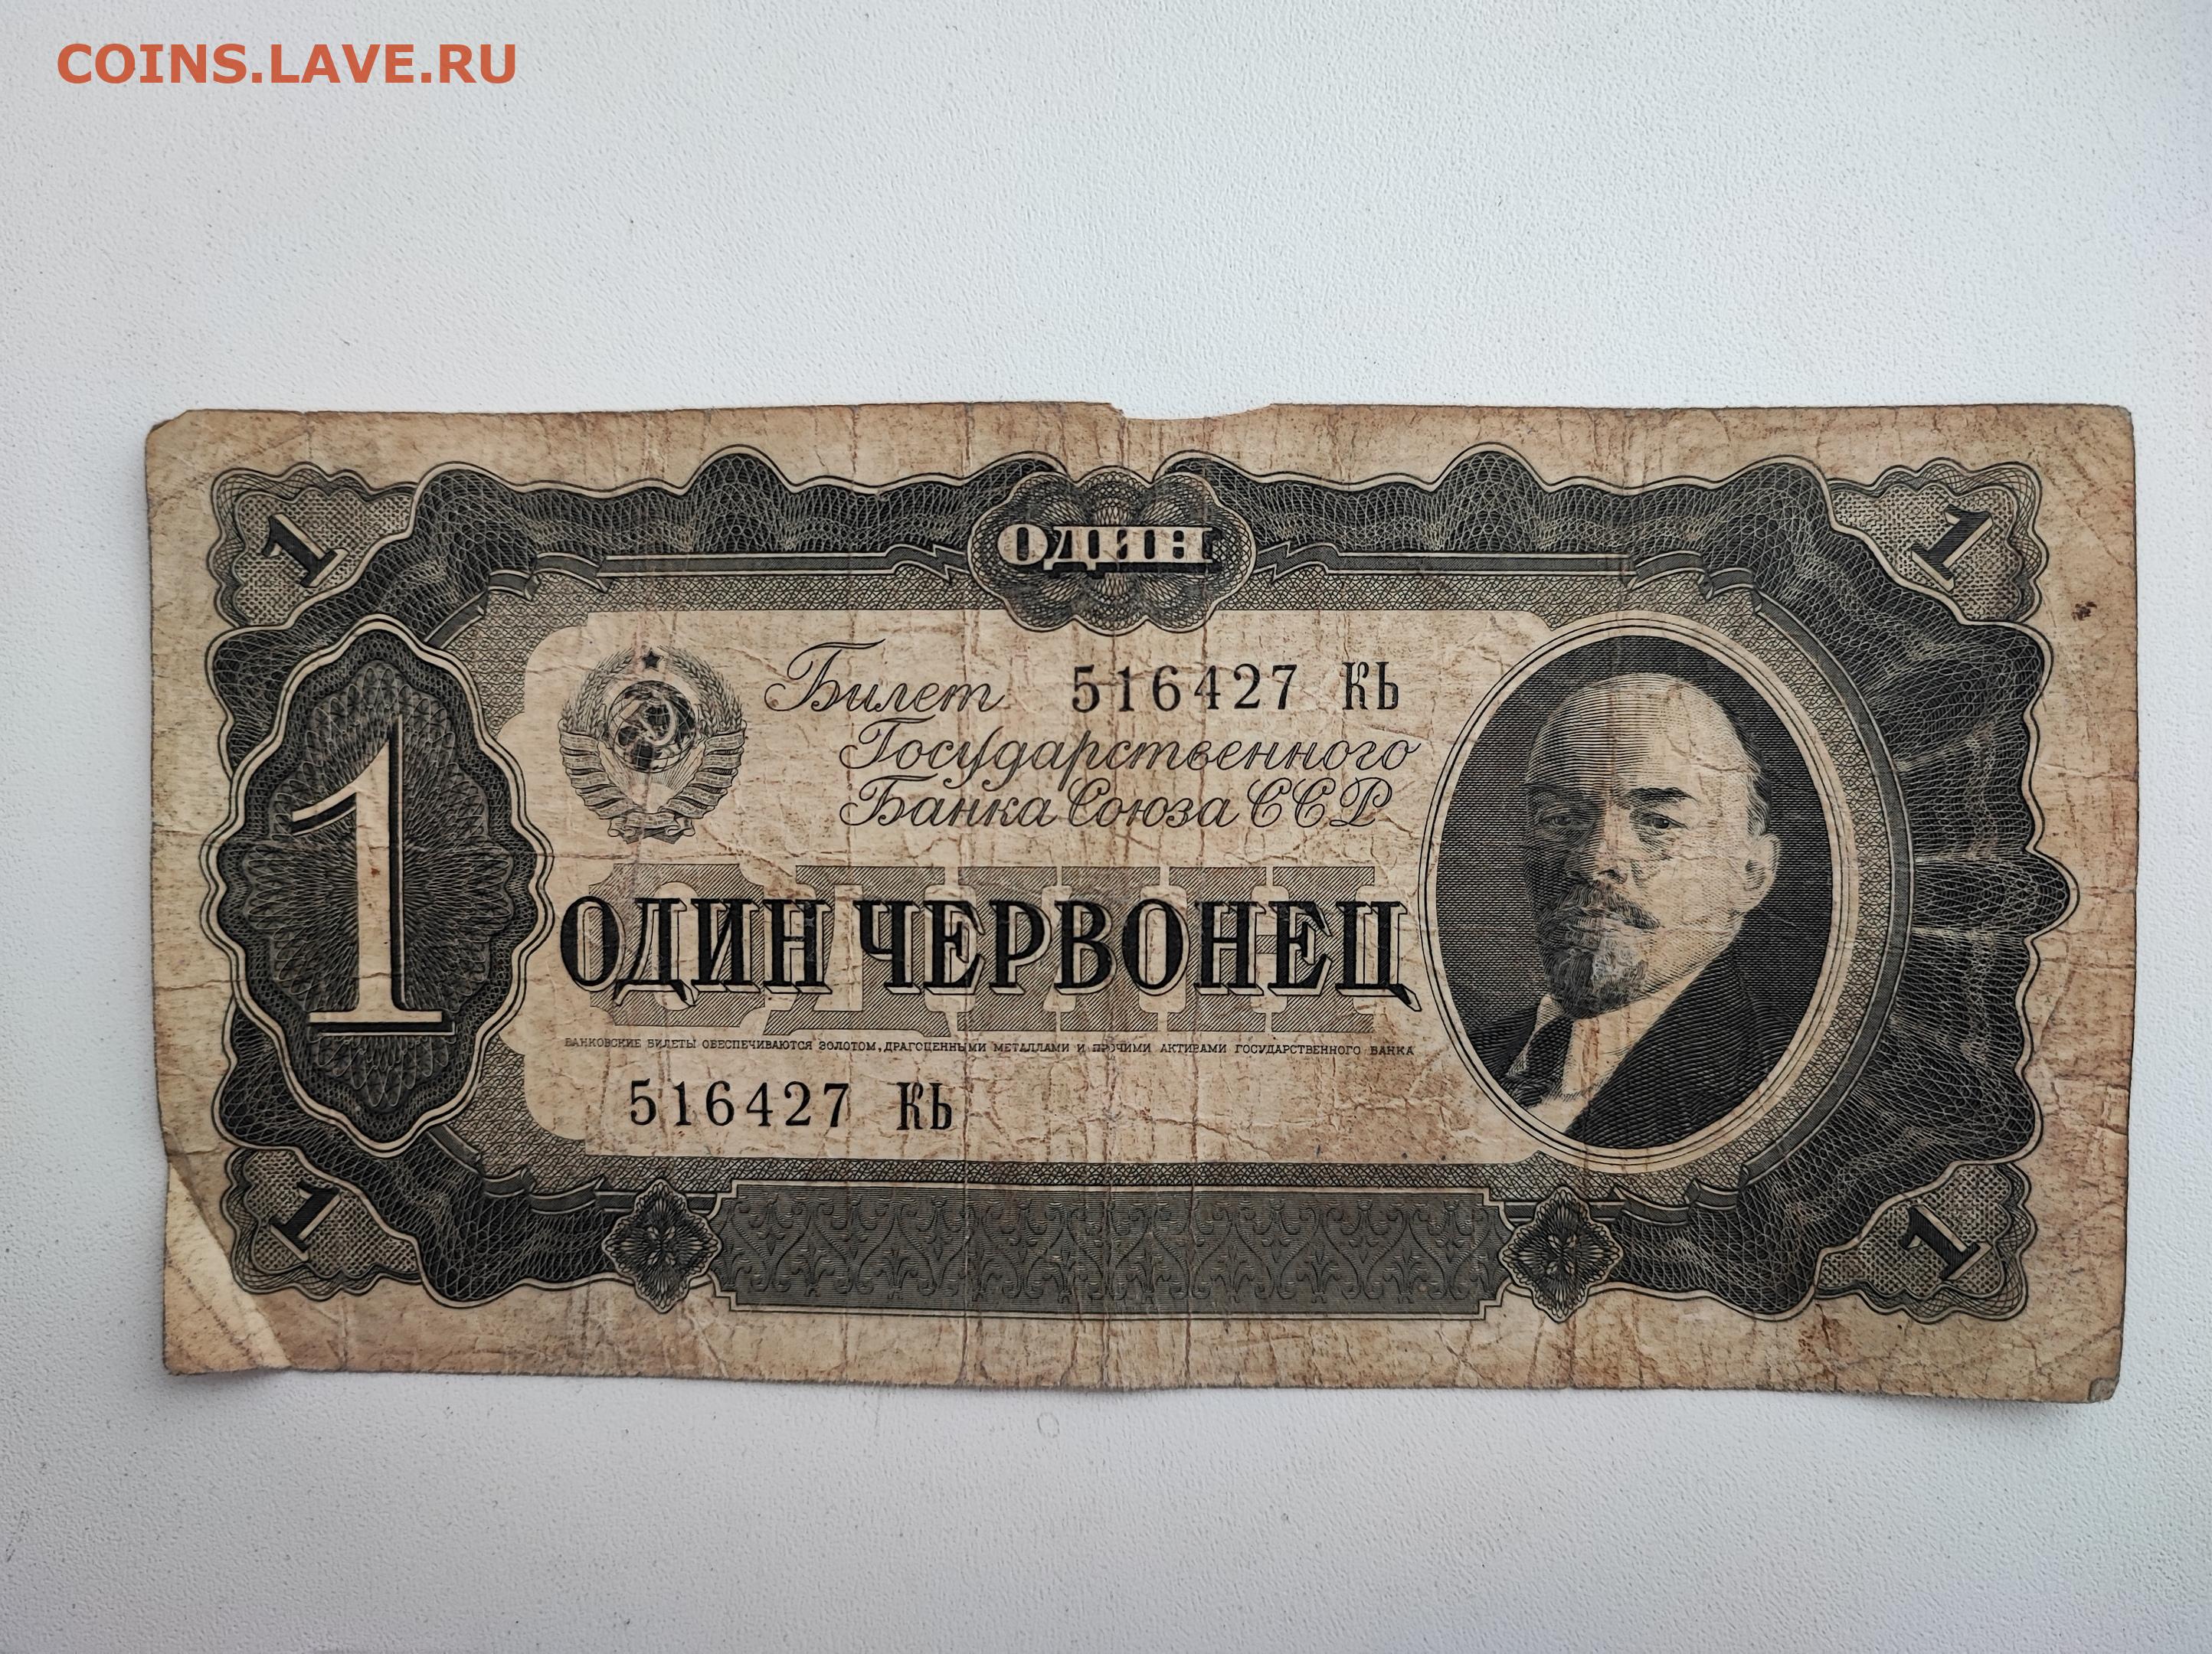 COINS.LAVE.RU
1
ОДИН
1
Билет 516427 КЬ
Государственного
Банка Союза ССР
1
ОДИН
ОДИН ЧЕРВОНЕЦ
БАНКОВСКИЕ БИЛЕТЫ ОБЕСПЕЧИВАЮТСЯ ЗОЛОТОМ, ДРАГОЦЕННЫМИ МЕТАЛЛАМИ И ПРОЧИМИ АКТИВАМИ ГОСУДАРСТВЕННОГО БАНКА
516427 КЬ
1
1